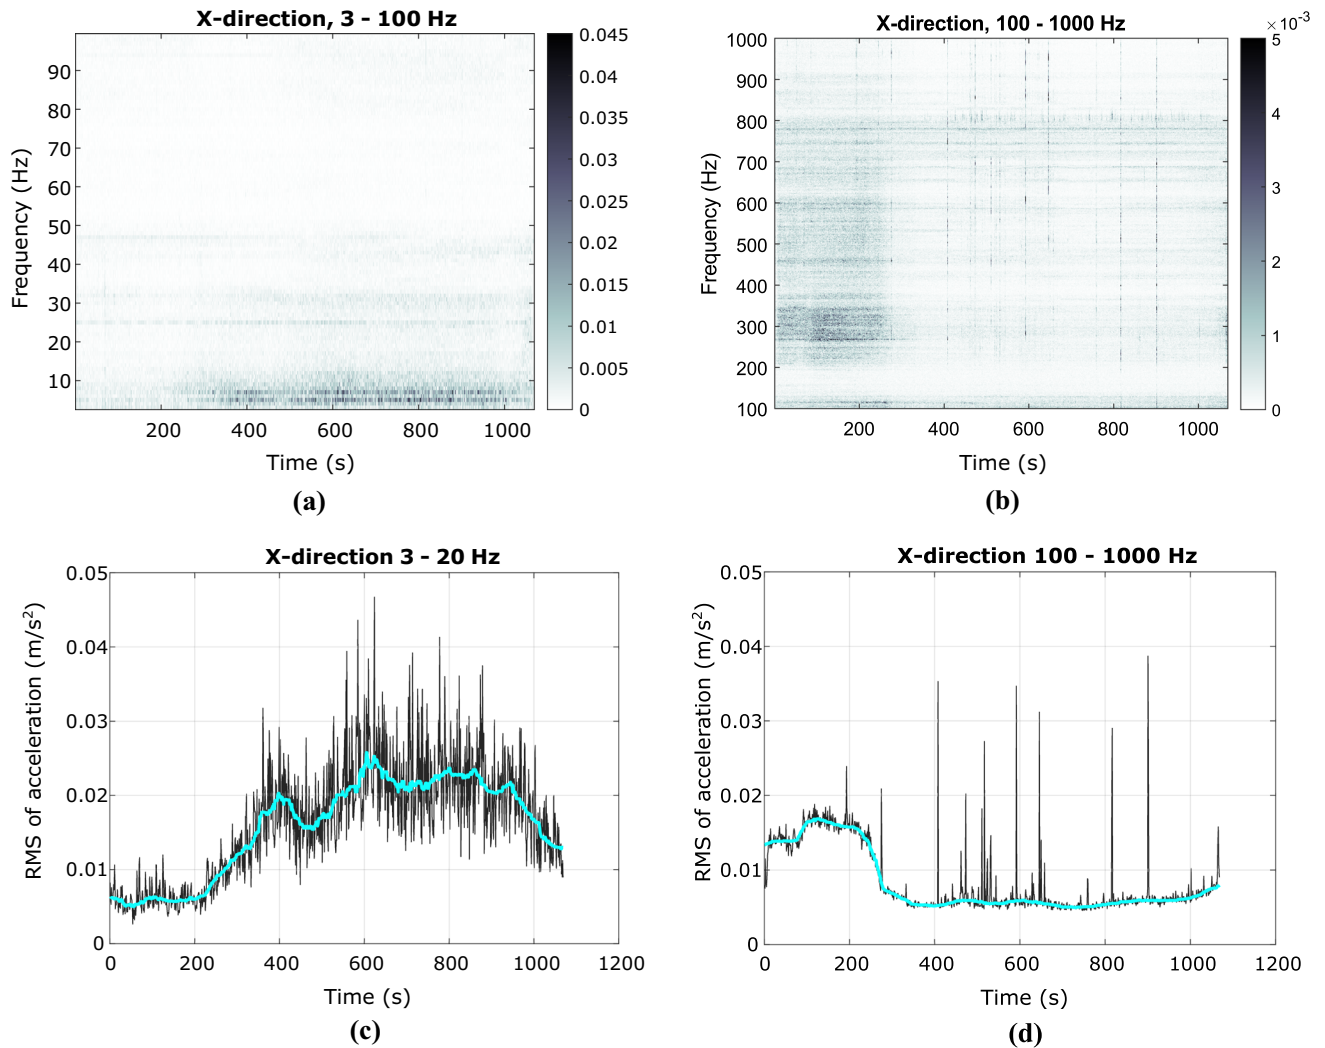 X-direction, 3 - 100 Hz
90
80
70
60
50
40
30
20
10
Frequency (Hz)
200 400 600 800 1000
Time (s)
0.045
0.04
0.035
0.03
0.025
0.02
0.015
0.01
0.005
0
(a)
X-direction, 100 - 1000 Hz
1000
900
800
700
600
500
400
300
200
100
Frequency (Hz)
200 400 600 800 1000
Time (s)
×10⁻³
5
4
3
2
1
0
(b)
X-direction 3 - 20 Hz
0.05
0.04
0.03
0.02
0.01
0
RMS of acceleration (m/s²)
0 200 400 600 800 1000 1200
Time (s)
(c)
X-direction 100 - 1000 Hz
0.05
0.04
0.03
0.02
0.01
0
RMS of acceleration (m/s²)
0 200 400 600 800 1000 1200
Time (s)
(d)